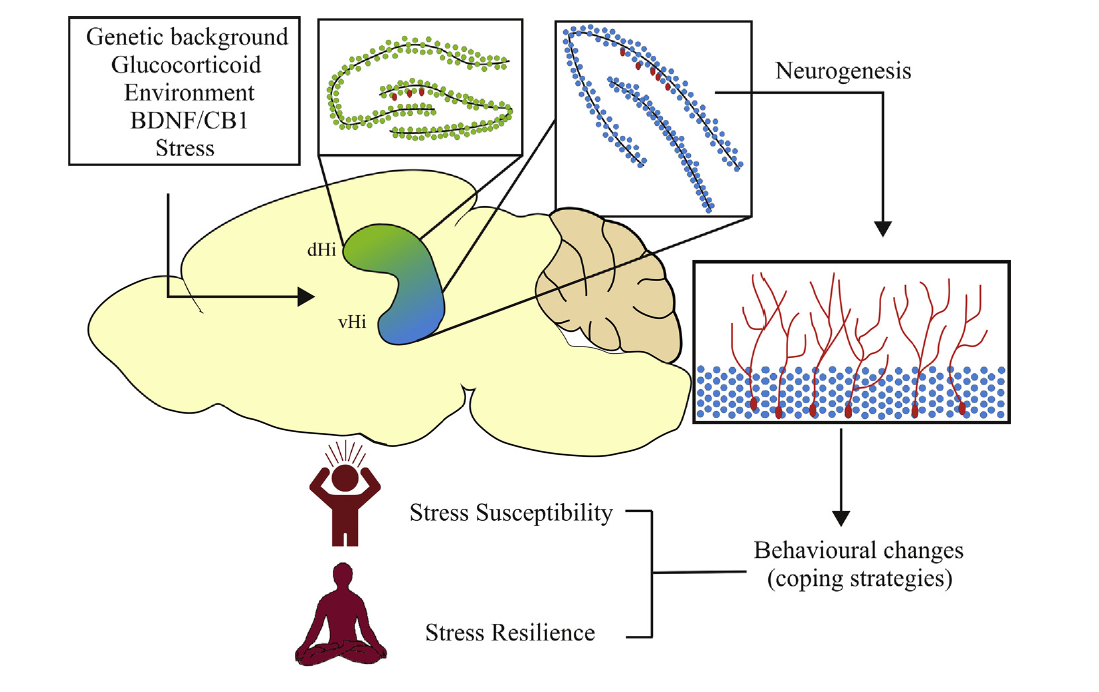 Genetic background
Glucocorticoid
Environment
BDNF/CB1
Stress
Neurogenesis
dHi
vHi
Stress Susceptibility
Behavioural changes
(coping strategies)
Stress Resilience